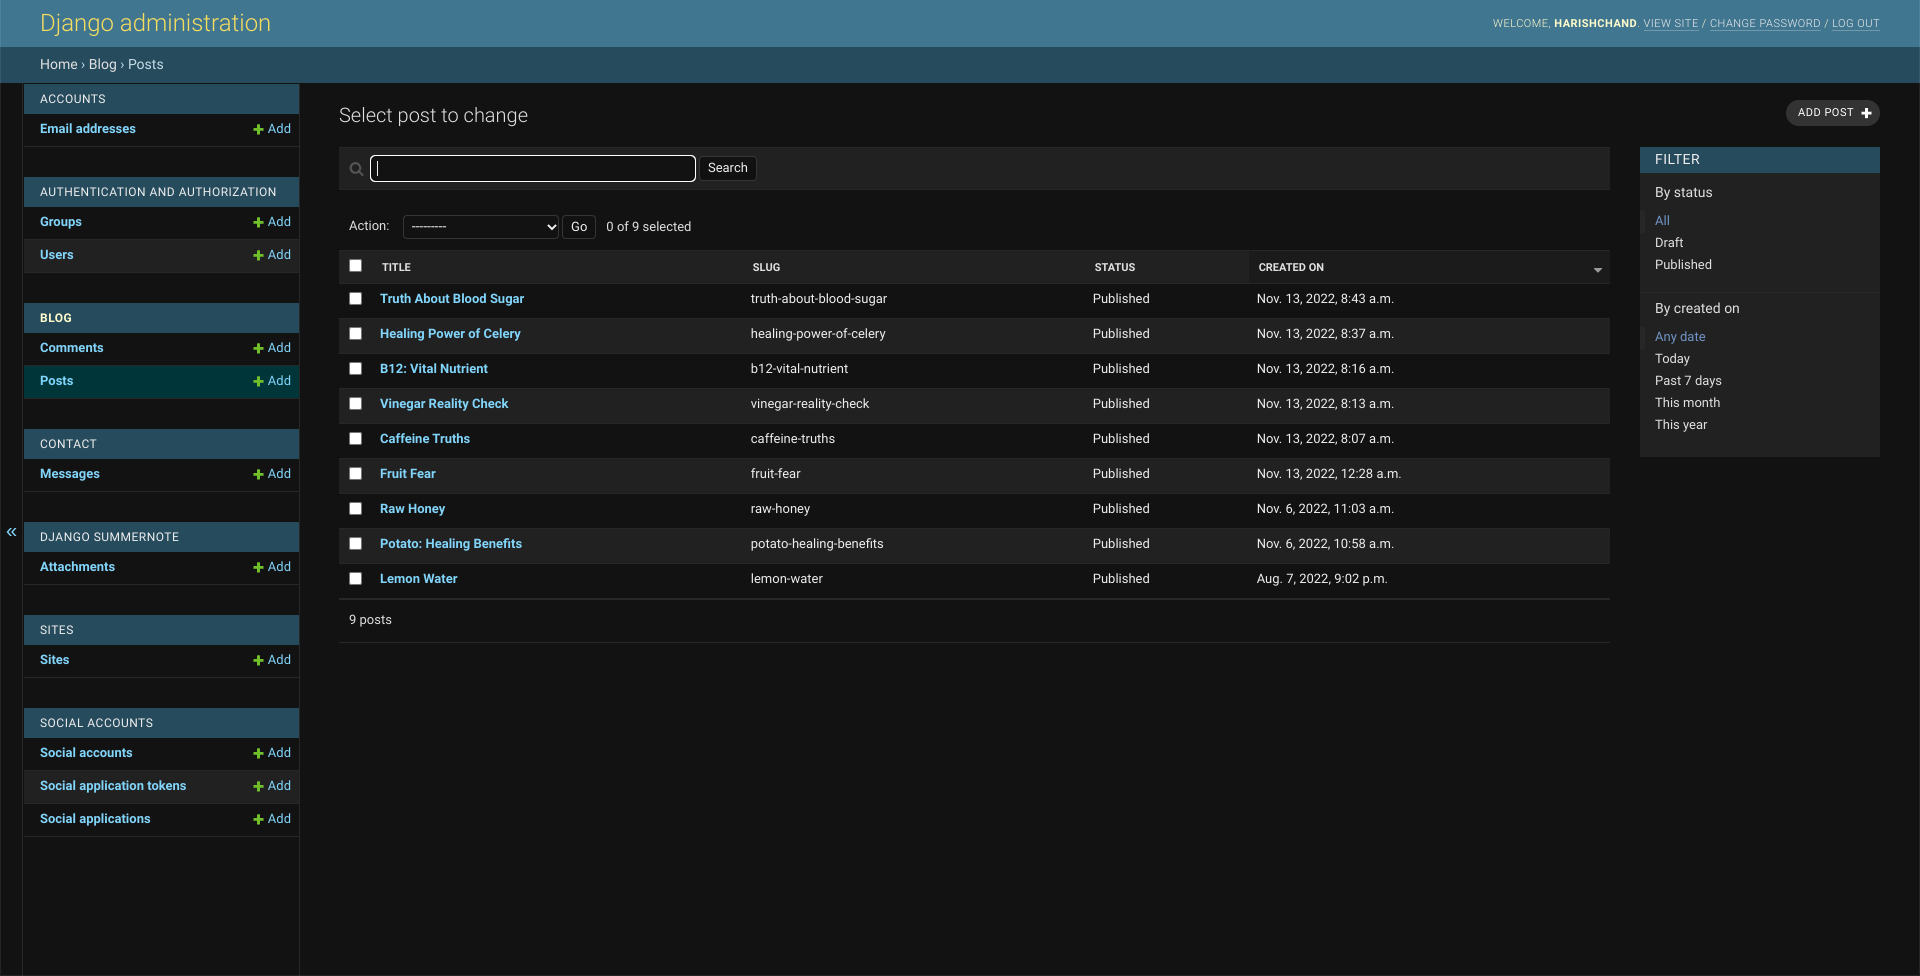 Django administration
WELCOME, HARISHCHAND. VIEW SITE / CHANGE PASSWORD / LOG OUT
Home › Blog › Posts
ACCOUNTS
Email addresses Add
AUTHENTICATION AND AUTHORIZATION
Groups Add
Users Add
BLOG
Comments Add
Posts Add
CONTACT
Messages Add
«
DJANGO SUMMERNOTE
Attachments Add
SITES
Sites Add
SOCIAL ACCOUNTS
Social accounts Add
Social application tokens Add
Social applications Add
Select post to change
ADD POST
Search
Action: --------- Go 0 of 9 selected
TITLE SLUG STATUS CREATED ON
Truth About Blood Sugar truth-about-blood-sugar Published Nov. 13, 2022, 8:43 a.m.
Healing Power of Celery healing-power-of-celery Published Nov. 13, 2022, 8:37 a.m.
B12: Vital Nutrient b12-vital-nutrient Published Nov. 13, 2022, 8:16 a.m.
Vinegar Reality Check vinegar-reality-check Published Nov. 13, 2022, 8:13 a.m.
Caffeine Truths caffeine-truths Published Nov. 13, 2022, 8:07 a.m.
Fruit Fear fruit-fear Published Nov. 13, 2022, 12:28 a.m.
Raw Honey raw-honey Published Nov. 6, 2022, 11:03 a.m.
Potato: Healing Benefits potato-healing-benefits Published Nov. 6, 2022, 10:58 a.m.
Lemon Water lemon-water Published Aug. 7, 2022, 9:02 p.m.
9 posts
FILTER
By status
All
Draft
Published
By created on
Any date
Today
Past 7 days
This month
This year